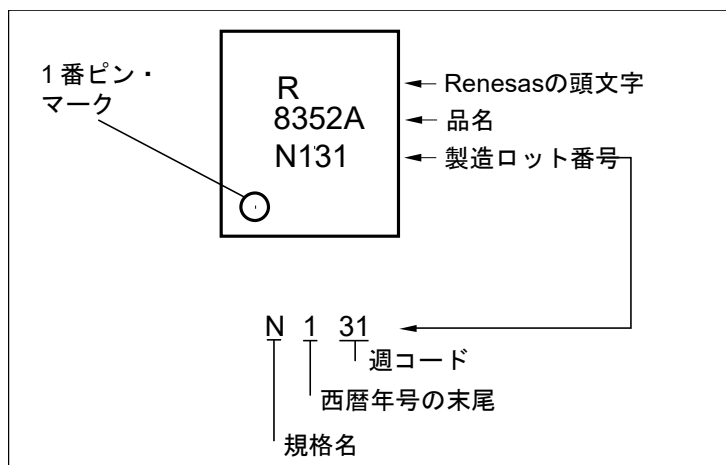 1 番ピン・
マーク
R
8352A
N131
Renesasの頭文字
品名
製造ロット番号
N 1 31
週コード
西暦年号の末尾
規格名